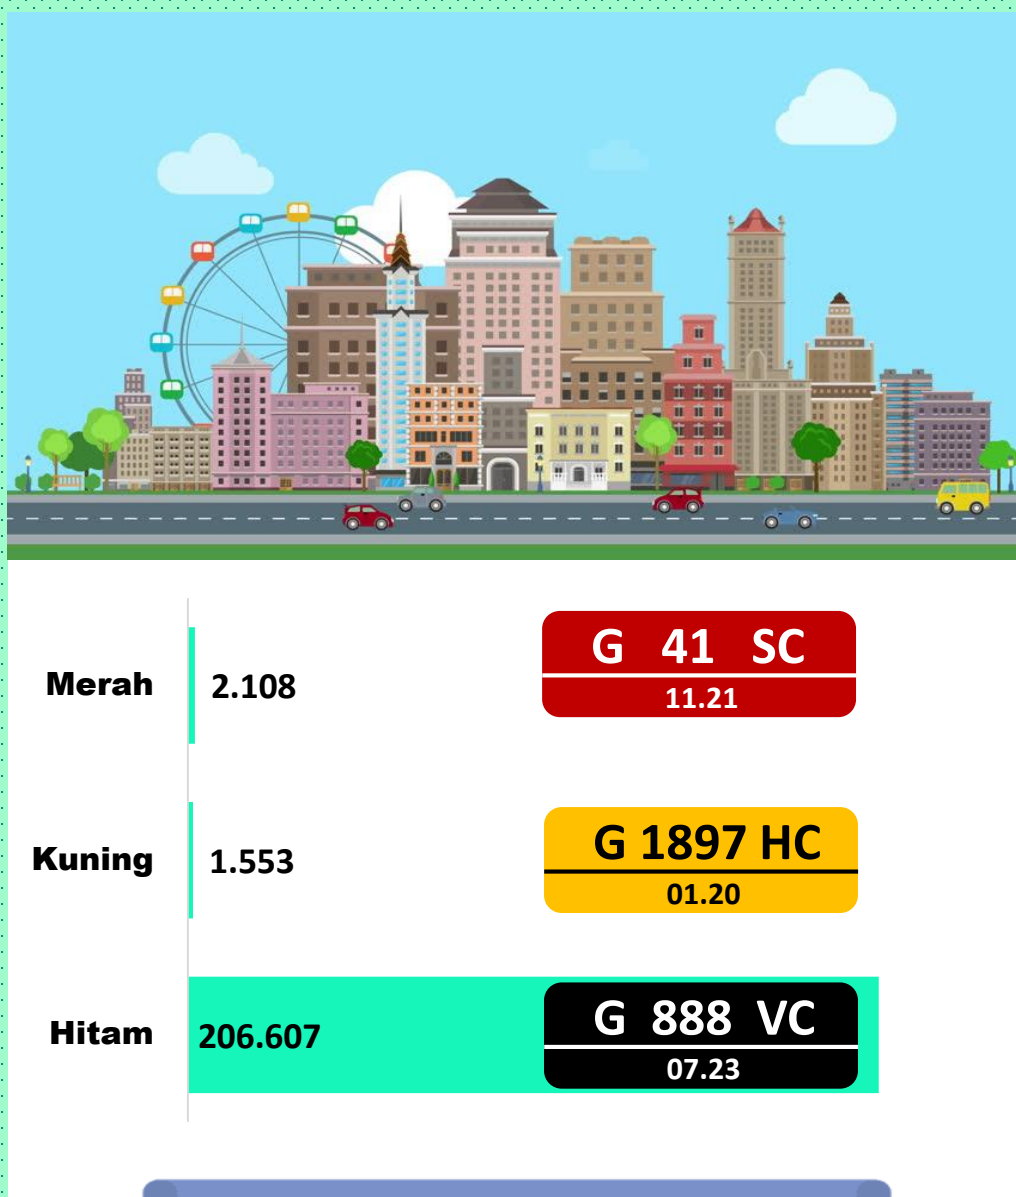 Merah
2.108
G 41 SC
11.21
Kuning
1.553
G 1897 HC
01.20
Hitam
206.607
G 888 VC
07.23